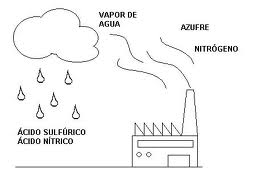 VAPOR DE
AGUA
AZUFRE
NITRÓGENO
ÁCIDO SULFÚRICO
ÁCIDO NÍTRICO